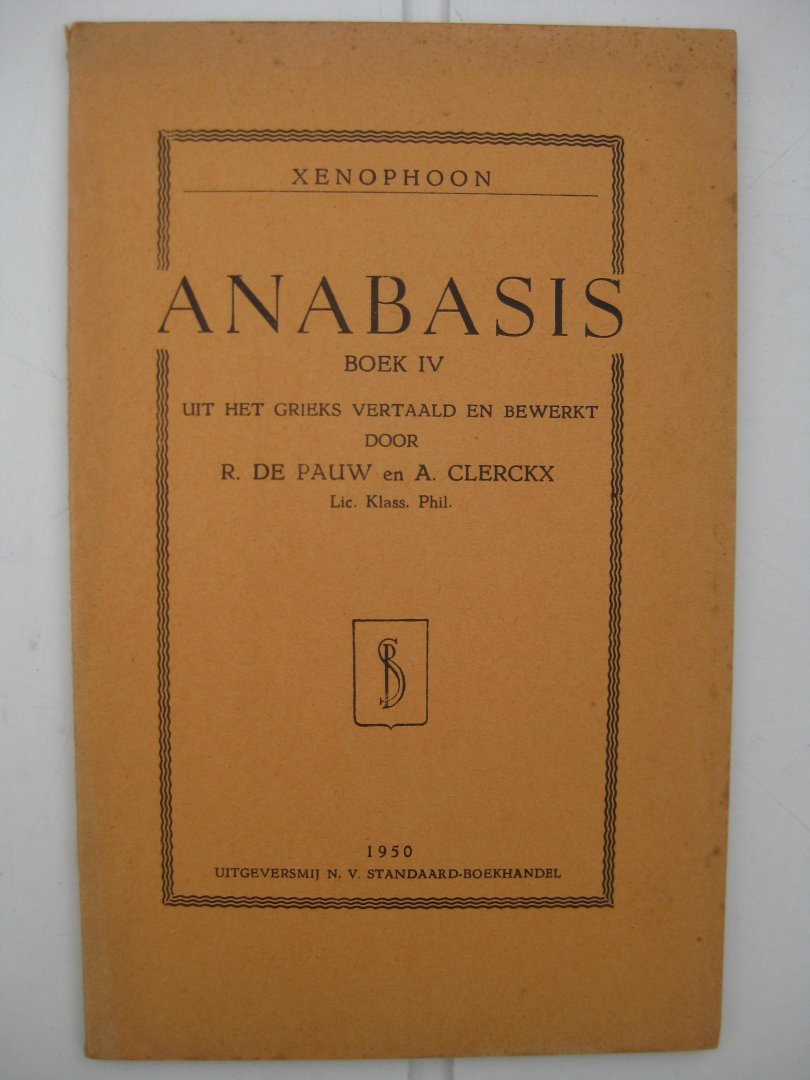 XENOPHOON
ANABASIS
BOEK IV
UIT HET GRIEKS VERTAALD EN BEWERKT
DOOR
R. DE PAUW en A. CLERCKX
Lic. Klass. Phil.
SB
1950
UITGEVERSMIJ N. V. STANDAARD-BOEKHANDEL